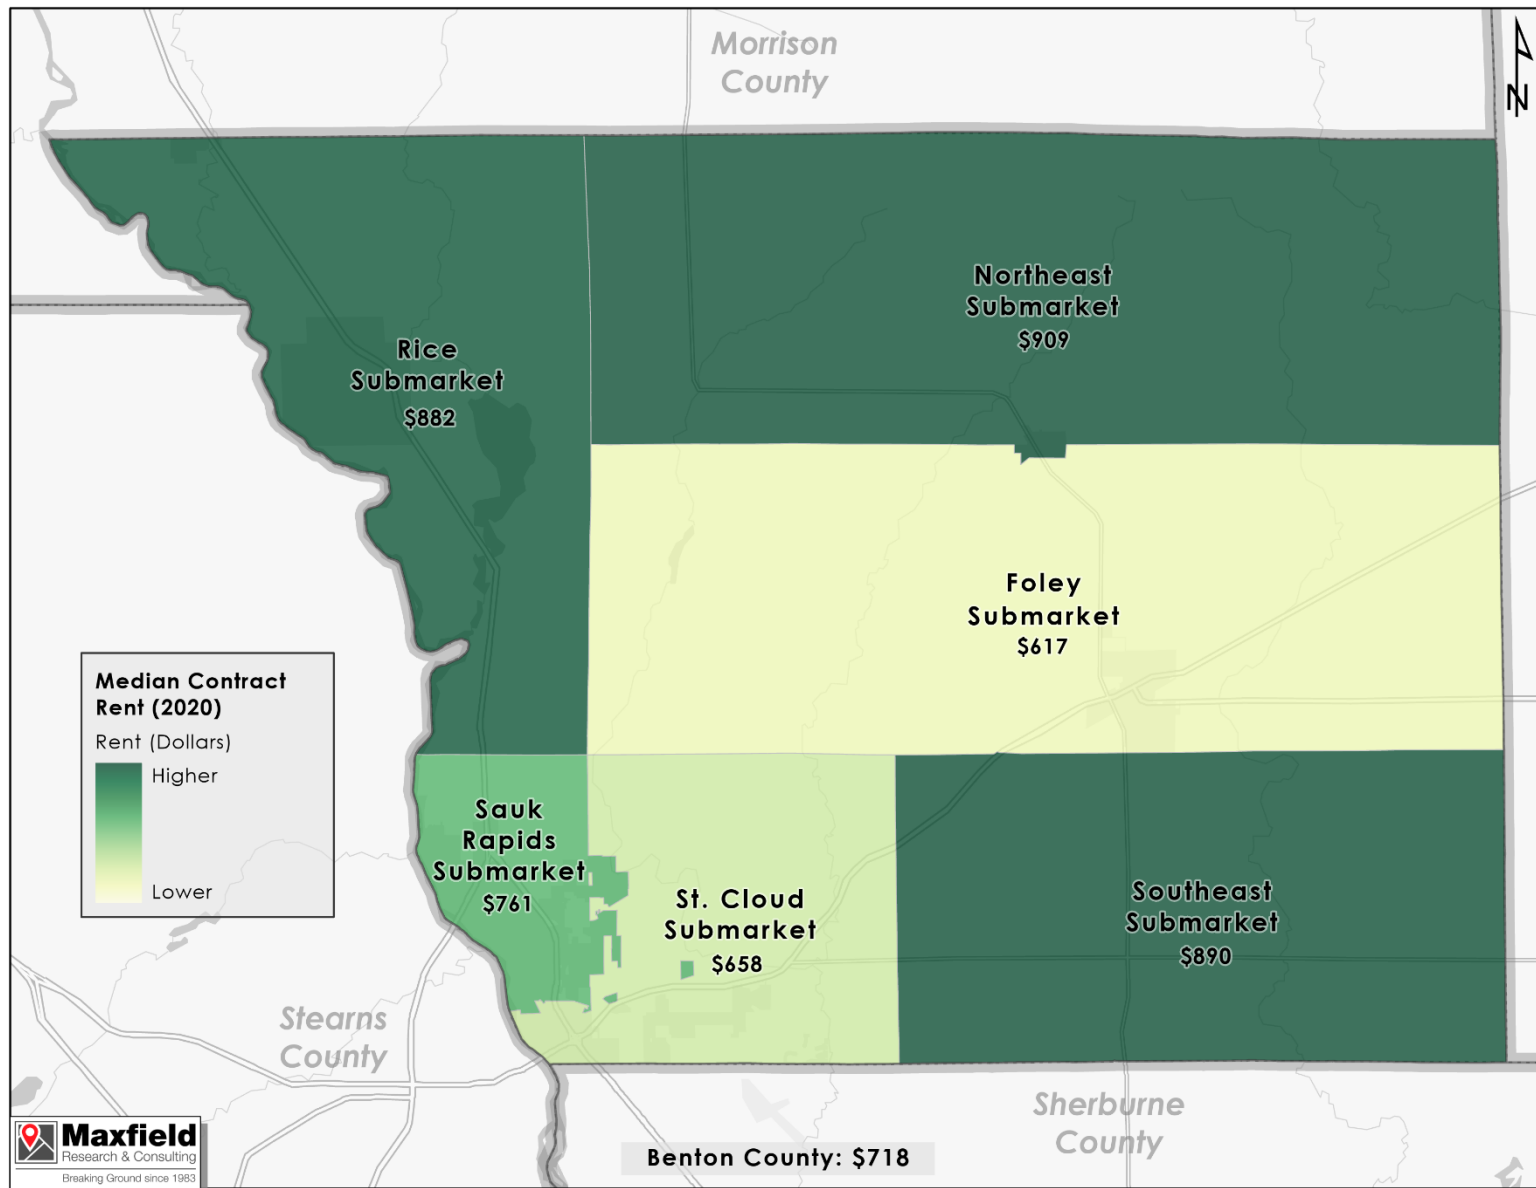 Morrison
County
N
Northeast
Submarket
$909
Rice
Submarket
$882
Foley
Submarket
$617
Median Contract
Rent (2020)
Rent (Dollars)
Higher
Lower
Sauk
Rapids
Submarket
$761
St. Cloud
Submarket
$658
Southeast
Submarket
$890
Stearns
County
Sherburne
County
Maxfield
Research & Consulting
Breaking Ground since 1983
Benton County: $718